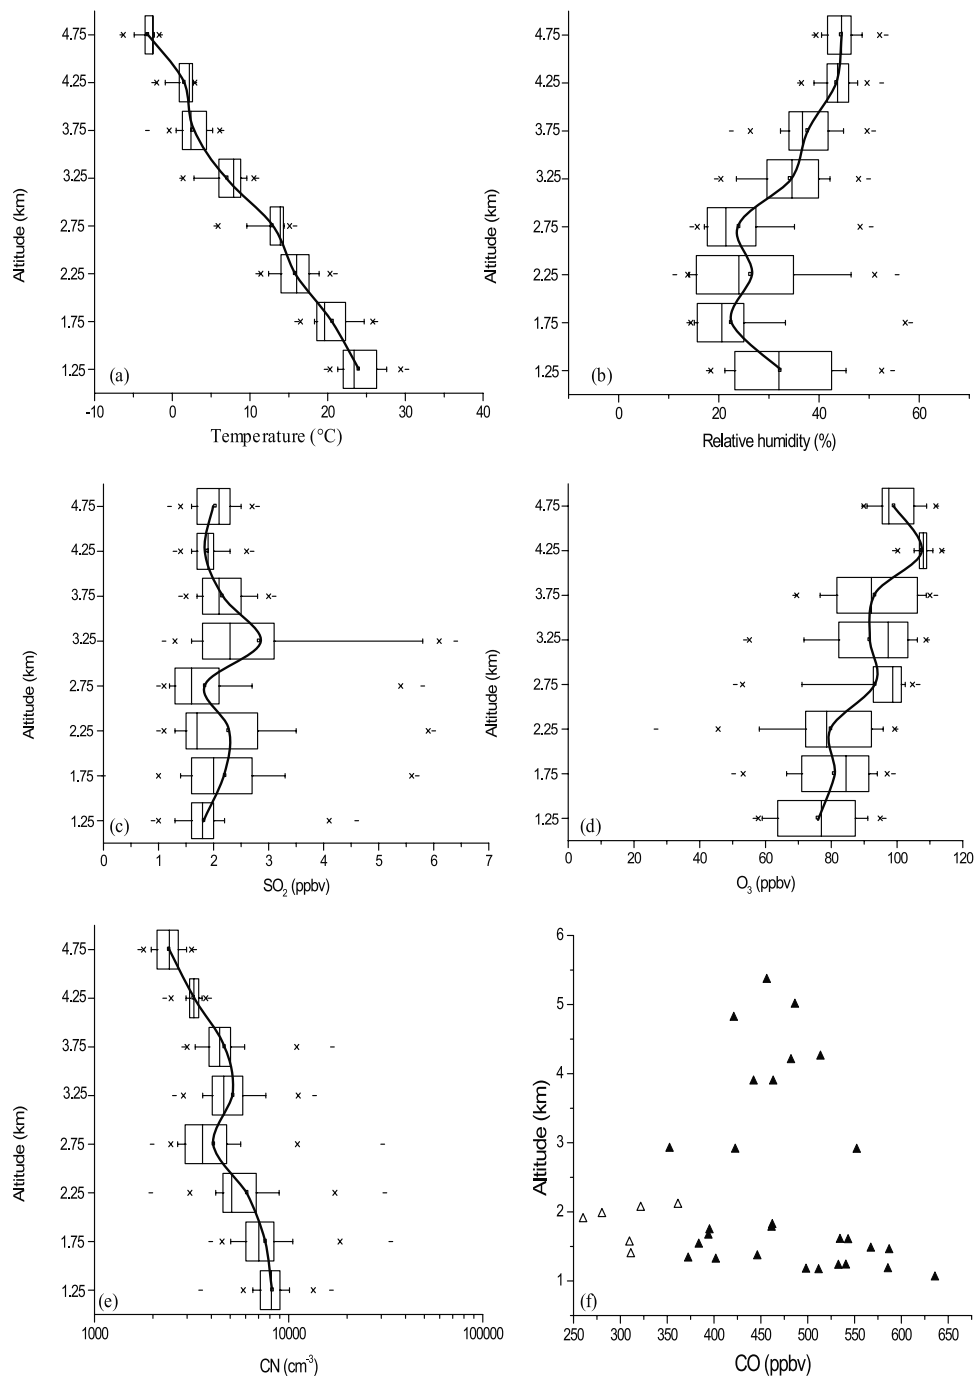 4.75
4.25
3.75
3.25
2.75
2.25
1.75
1.25
Altitude (km)
(a)
-10 0 10 20 30 40
Temperature (°C)
4.75
4.25
3.75
3.25
2.75
2.25
1.75
1.25
Altitude (km)
(b)
0 20 40 60
Relative humidity (%)
4.75
4.25
3.75
3.25
2.75
2.25
1.75
1.25
Altitude (km)
(c)
0 1 2 3 4 5 6 7
SO2 (ppbv)
4.75
4.25
3.75
3.25
2.75
2.25
1.75
1.25
Altitude (km)
(d)
0 20 40 60 80 100 120
O3 (ppbv)
4.75
4.25
3.75
3.25
2.75
2.25
1.75
1.25
Altitude (km)
(e)
1000 10000 100000
CN (cm-3)
6
5
4
3
2
1
Altitude (km)
(f)
250 300 350 400 450 500 550 600 650
CO (ppbv)